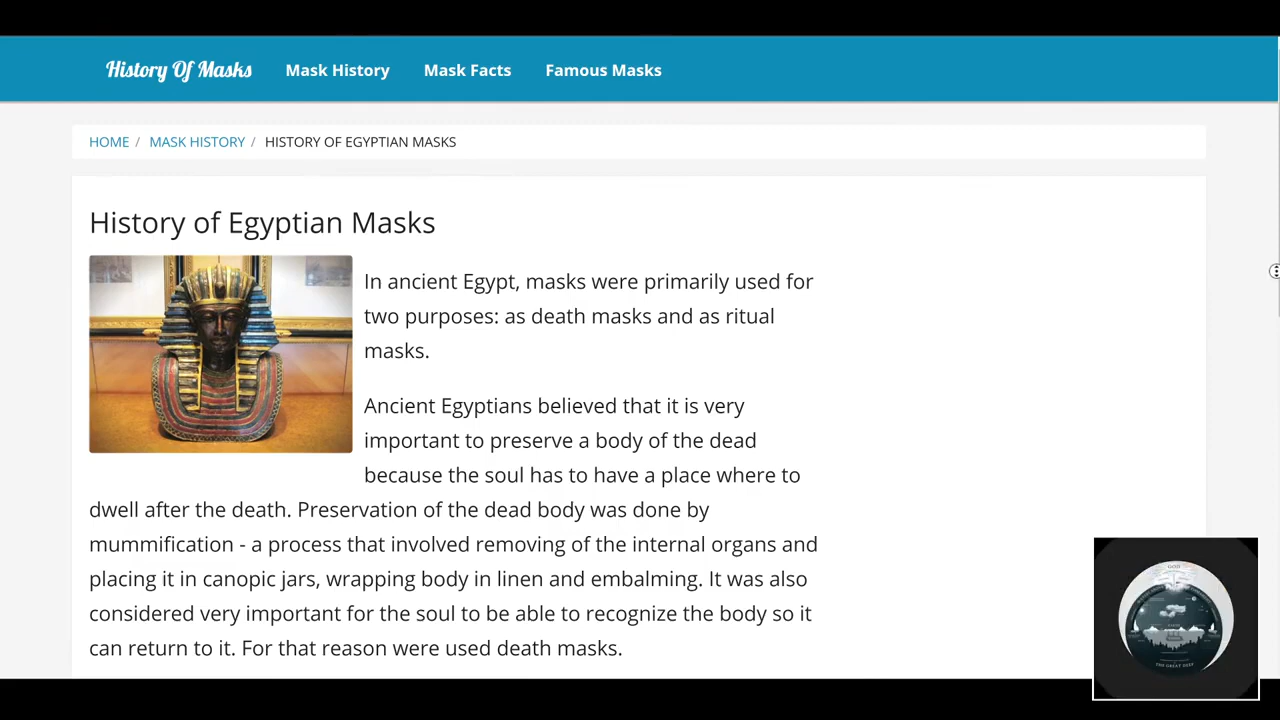 History Of Masks
Mask History
Mask Facts
Famous Masks
HOME / MASK HISTORY / HISTORY OF EGYPTIAN MASKS
History of Egyptian Masks
In ancient Egypt, masks were primarily used for
two purposes: as death masks and as ritual
masks.
Ancient Egyptians believed that it is very
important to preserve a body of the dead
because the soul has to have a place where to
dwell after the death. Preservation of the dead body was done by
mummification - a process that involved removing of the internal organs and
placing it in canopic jars, wrapping body in linen and embalming. It was also
considered very important for the soul to be able to recognize the body so it
can return to it. For that reason were used death masks.
GOD
THE GREAT DEEP